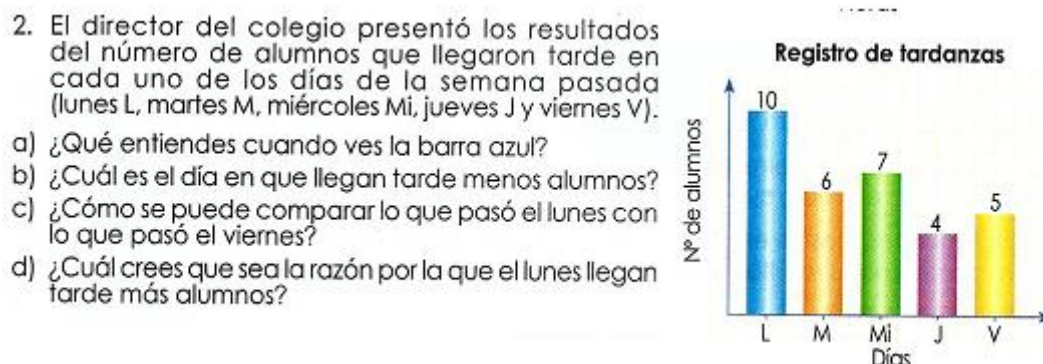 2. El director del colegio presentó los resultados
del número de alumnos que llegaron tarde en
cada uno de los días de la semana pasada
(lunes L, martes M, miércoles Mi, jueves J y viernes V).
a) ¿Qué entiendes cuando ves la barra azul?
b) ¿Cuál es el día en que llegan tarde menos alumnos?
c) ¿Cómo se puede comparar lo que pasó el lunes con
lo que pasó el viernes?
d) ¿Cuál crees que sea la razón por la que el lunes llegan
tarde más alumnos?
Registro de tardanzas
Nº de alumnos
10
6
7
4
5
L M Mi J V
Días